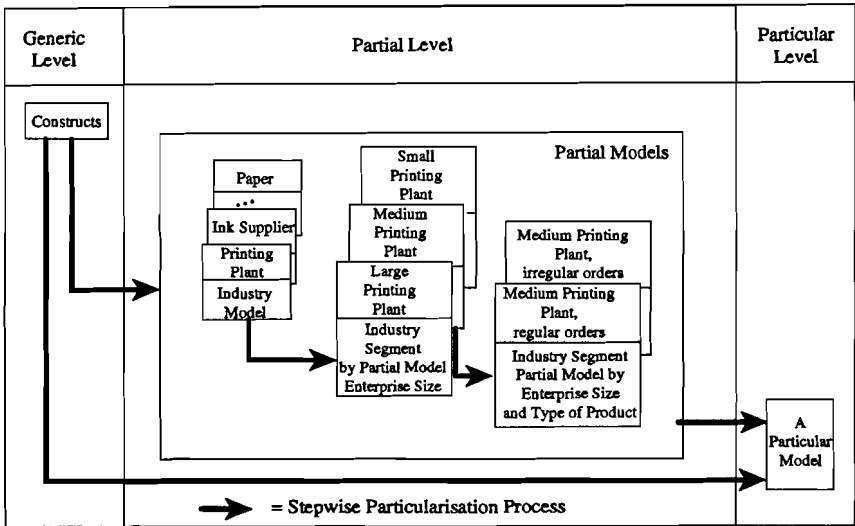 Generic
Level
Partial Level
Particular
Level
Constructs
Partial Models
Paper
...
Ink Supplier
Printing
Plant
Industry
Model
Small
Printing
Plant
Medium
Printing
Plant
Large
Printing
Plant
Industry
Segment
by Partial Model
Enterprise Size
Medium Printing
Plant,
irregular orders
Medium Printing
Plant,
regular orders
Industry Segment
Partial Model by
Enterprise Size
and Type of Product
A
Particular
Model
= Stepwise Particularisation Process